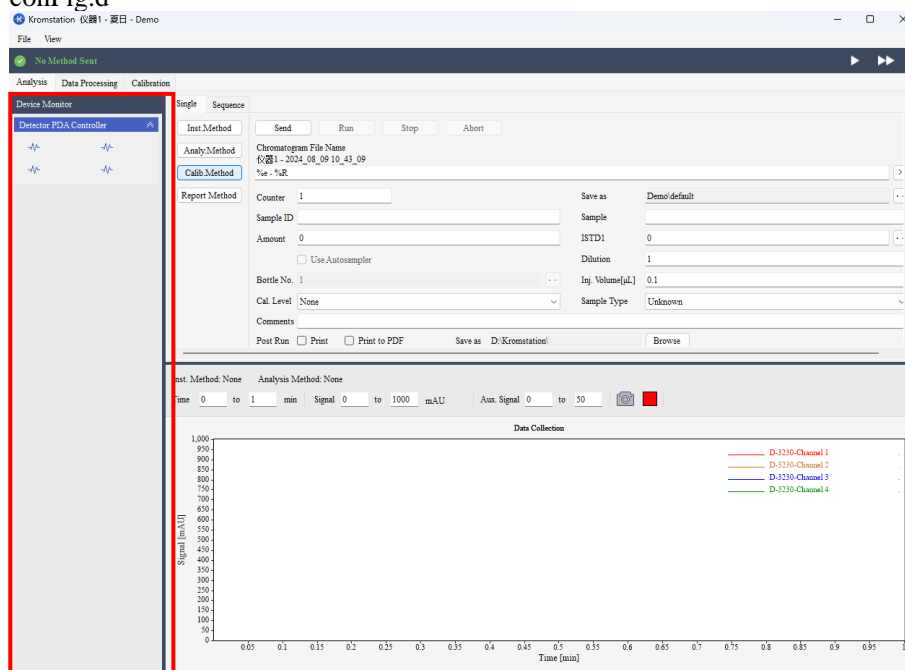 conFig.d
Kromstation 仪器1 - 夏日 - Demo
File View
No Method Sent
Analysis Data Processing Calibration
Device Monitor
Detector PDA Controller
Single Sequence
Inst.Method Send Run Stop Abort
Analy.Method Chromatogram File Name
仪器1 - 2024_08_09 10_43_09
Calib.Method %e - %R
Report Method Counter 1 Save as Demo\default
Sample ID Sample
Amount 0 ISTD1 0
Use Autosampler Dilution 1
Bottle No. 1 Inj. Volume[μL] 0.1
Cal. Level None Sample Type Unknown
Comments
Post Run Print Print to PDF Save as D:\Kromstation\ Browse
Inst. Method: None Analysis Method: None
Time 0 to 1 min Signal 0 to 1000 mAU Aux. Signal 0 to 50
Data Collection
D-3230-Channel 1
D-3230-Channel 2
D-3230-Channel 3
D-3230-Channel 4
Signal [mAU]
1,000
950
900
850
800
750
700
650
600
550
500
450
400
350
300
250
200
150
100
50
0
0.05 0.1 0.15 0.2 0.25 0.3 0.35 0.4 0.45 0.5 0.55 0.6 0.65 0.7 0.75 0.8 0.85 0.9 0.95 1
Time [min]